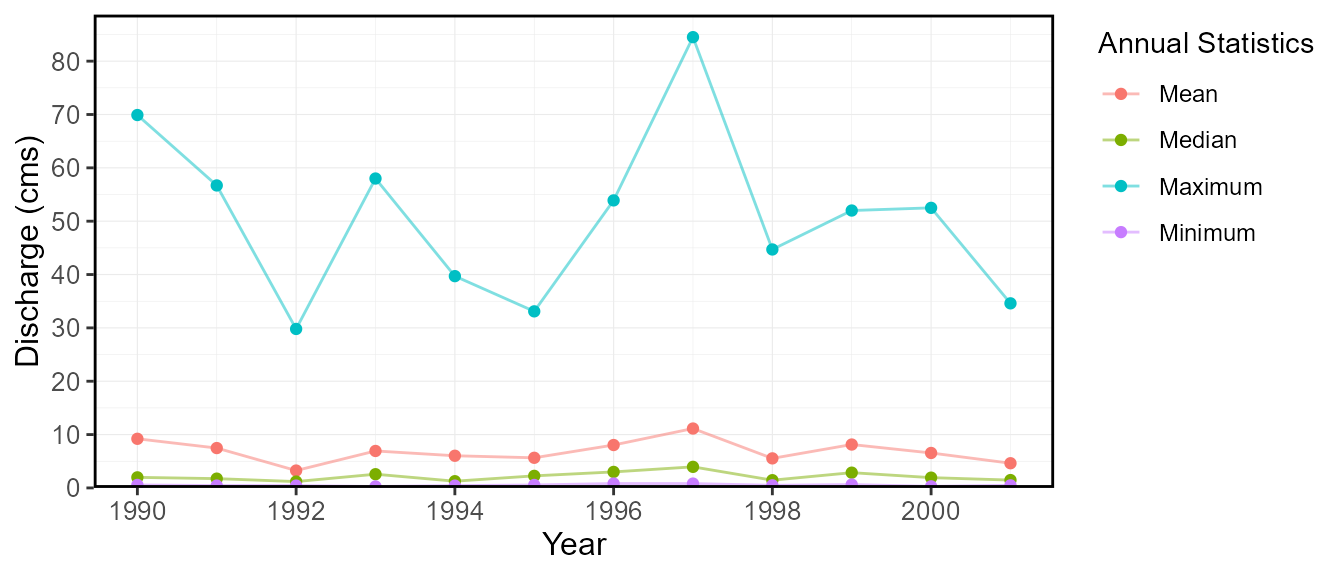 80
70
60
50
40
30
20
10
0
Discharge (cms)
1990 1992 1994 1996 1998 2000
Year
Annual Statistics
Mean
Median
Maximum
Minimum